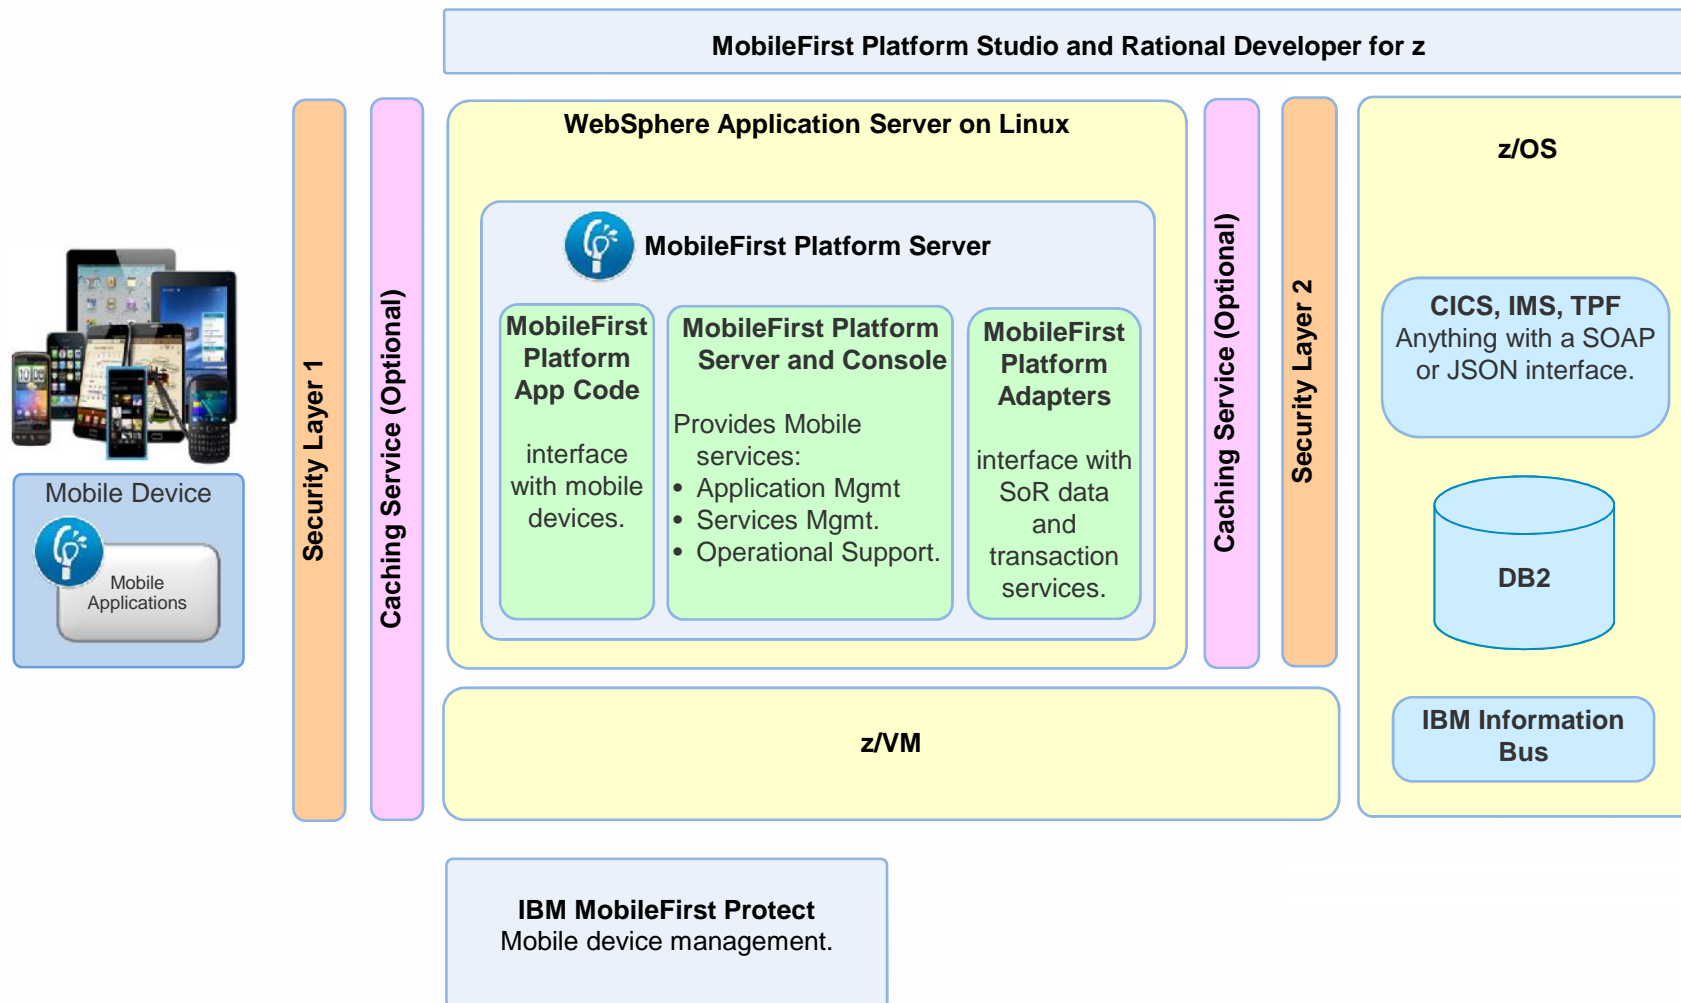 MobileFirst Platform Studio and Rational Developer for z
Mobile Device
Mobile
Applications
Security Layer 1
Caching Service (Optional)
WebSphere Application Server on Linux
MobileFirst Platform Server
MobileFirst
Platform
App Code
interface
with mobile
devices.
MobileFirst Platform
Server and Console
Provides Mobile
services:
• Application Mgmt
• Services Mgmt.
• Operational Support.
MobileFirst
Platform
Adapters
interface with
SoR data
and
transaction
services.
Caching Service (Optional)
Security Layer 2
z/OS
CICS, IMS, TPF
Anything with a SOAP
or JSON interface.
DB2
IBM Information
Bus
z/VM
IBM MobileFirst Protect
Mobile device management.